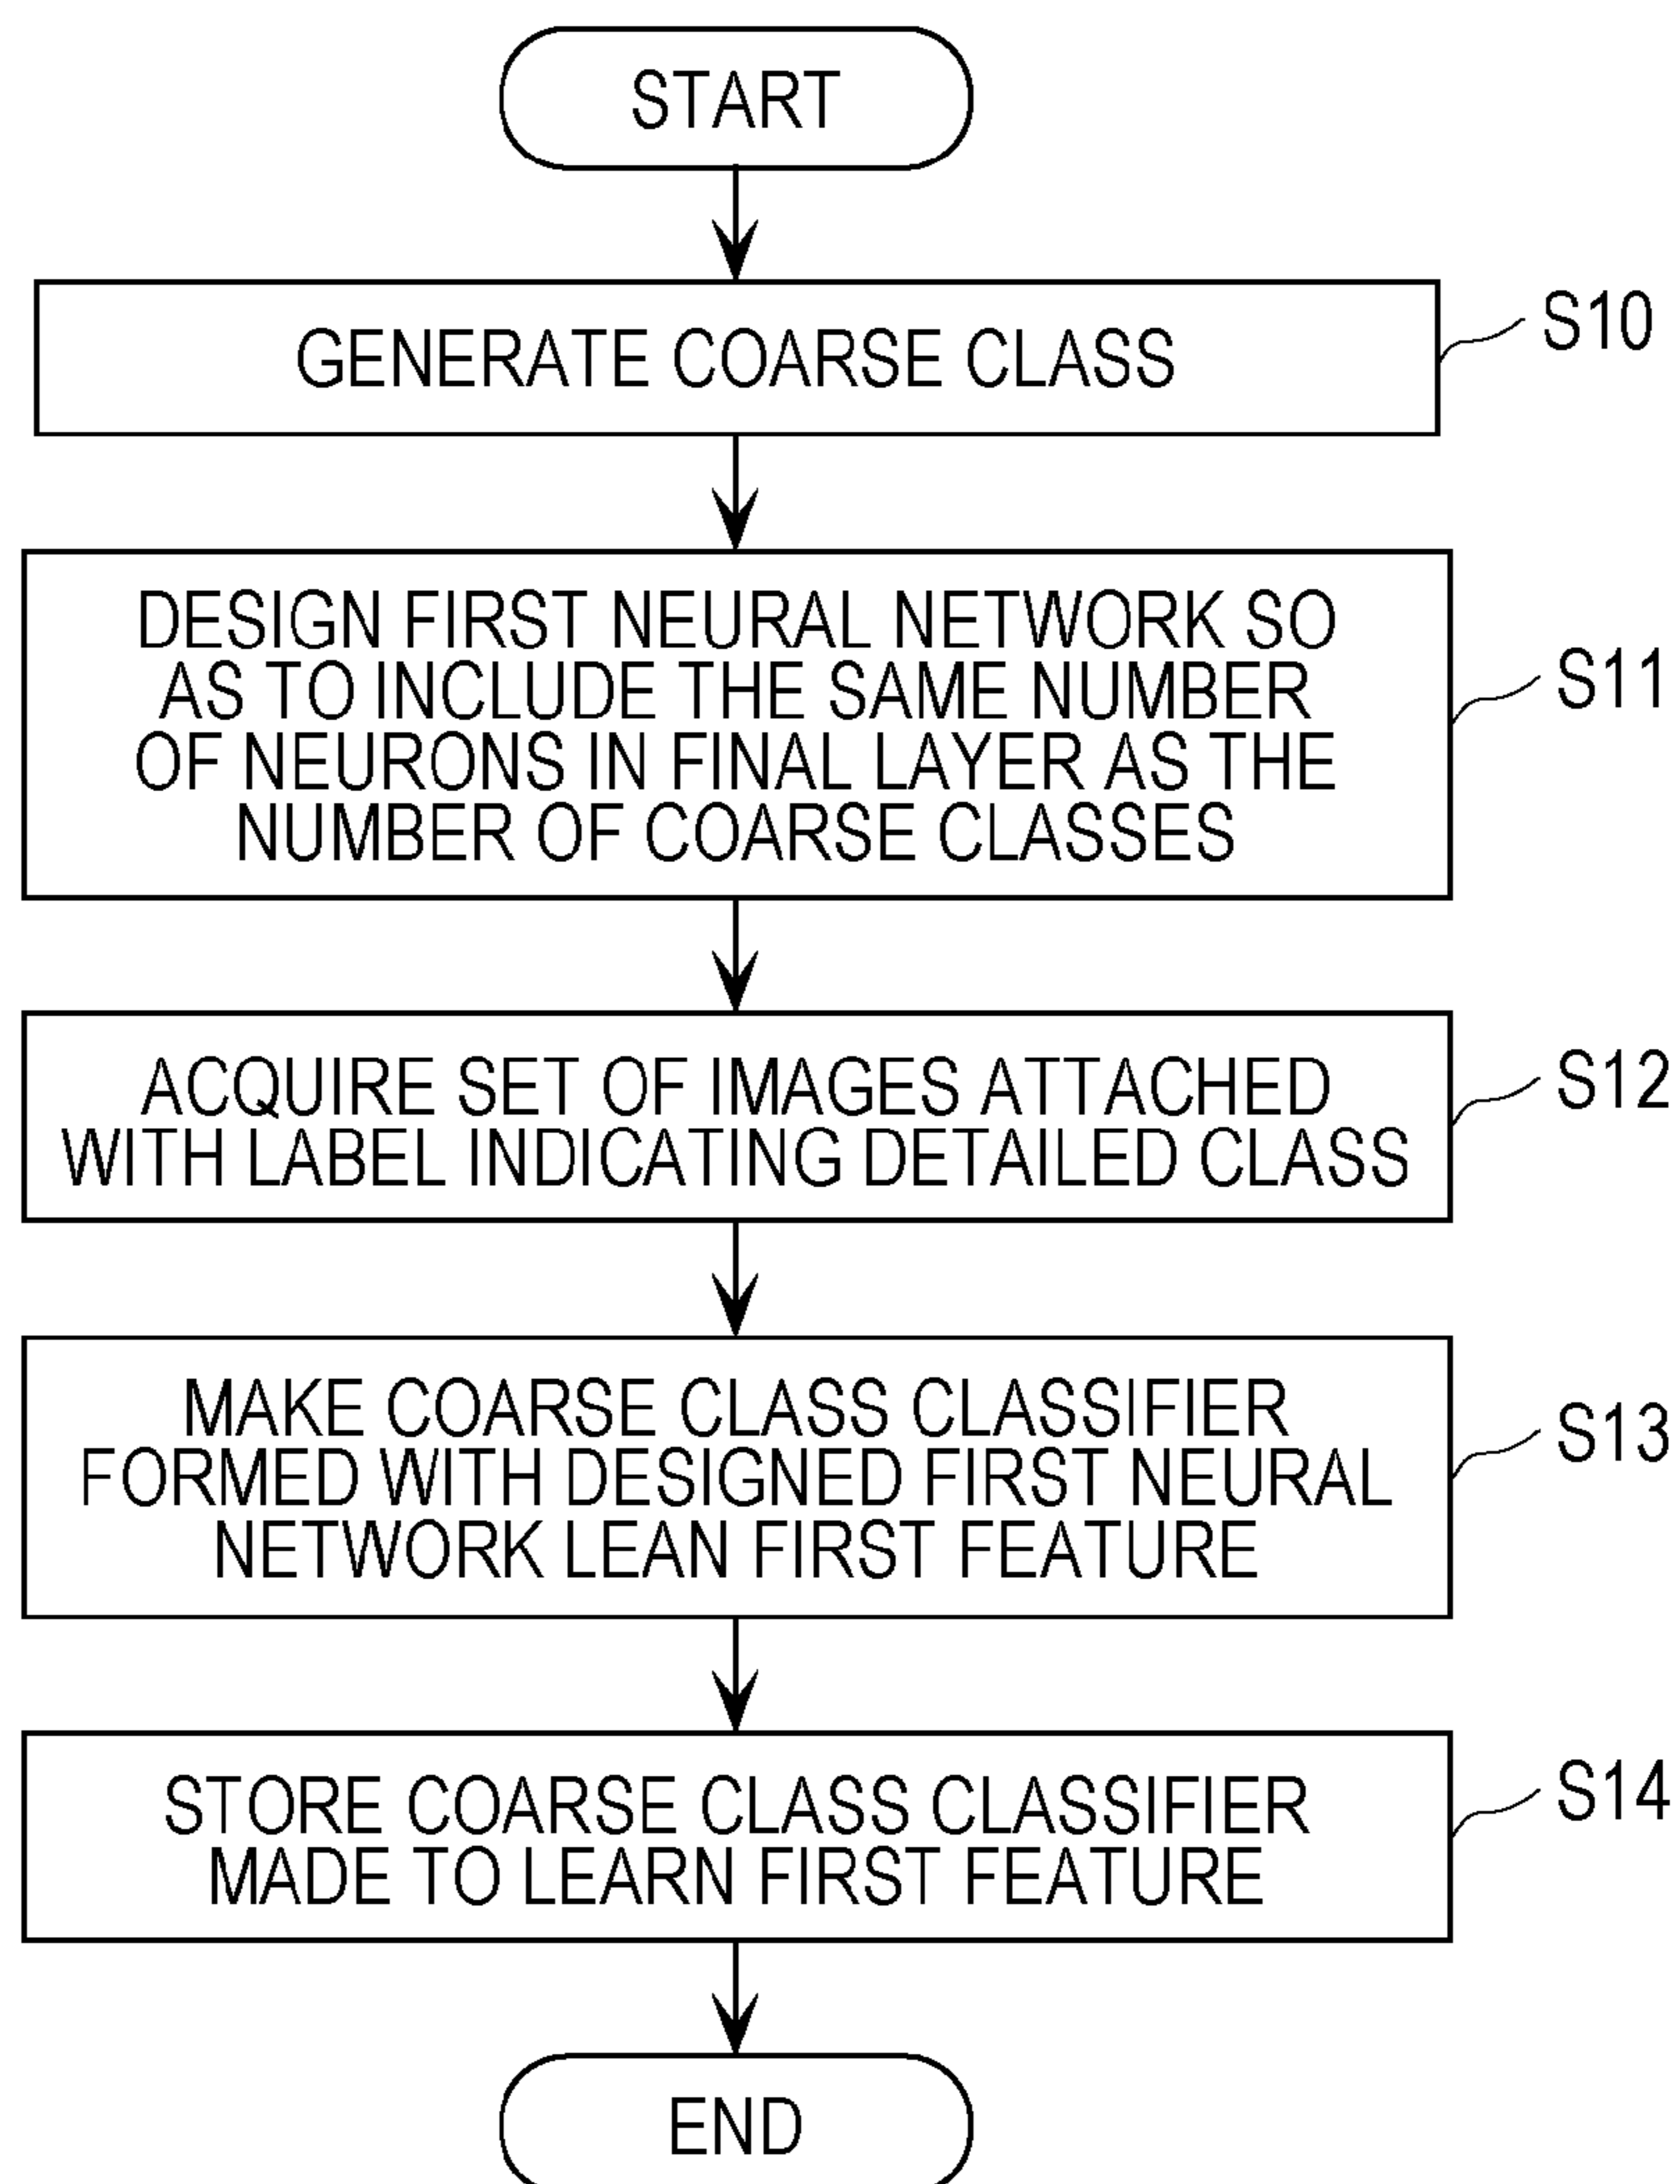 START
GENERATE COARSE CLASS
S10
DESIGN FIRST NEURAL NETWORK SO
AS TO INCLUDE THE SAME NUMBER
OF NEURONS IN FINAL LAYER AS THE
NUMBER OF COARSE CLASSES
S11
ACQUIRE SET OF IMAGES ATTACHED
WITH LABEL INDICATING DETAILED CLASS
S12
MAKE COARSE CLASS CLASSIFIER
FORMED WITH DESIGNED FIRST NEURAL
NETWORK LEAN FIRST FEATURE
S13
STORE COARSE CLASS CLASSIFIER
MADE TO LEARN FIRST FEATURE
S14
END